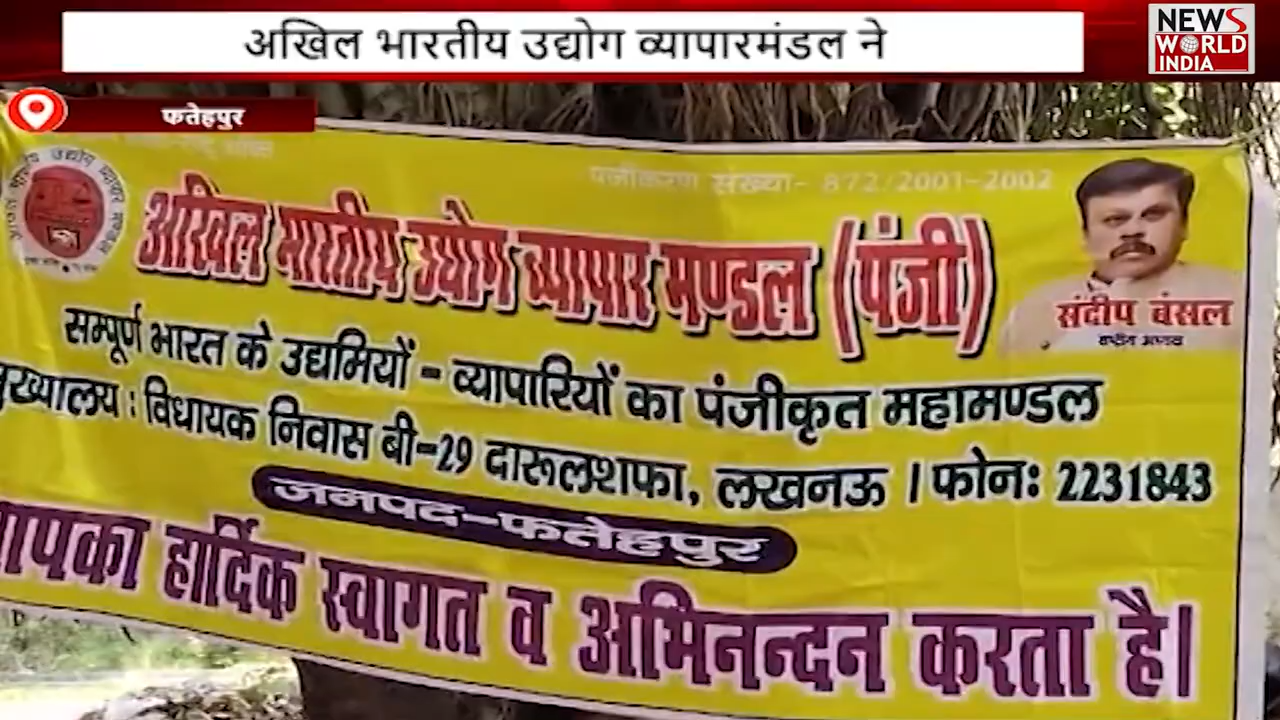 अखिल भारतीय उद्योग व्यापारमंडल ने
NEWS
WORLD
INDIA
फतेहपुर
पंजीकरण संख्या- 872/2001-2002
अखिल भारतीय उद्योग व्यापार मण्डल (पंजी)
संदीप बंसल
राष्ट्रीय अध्यक्ष
सम्पूर्ण भारत के उद्यमियों - व्यापारियों का पंजीकृत महामण्डल
मुख्यालय : विधायक निवास बी-29 दारूलशफा, लखनऊ । फोनः 2231843
जनपद-फतेहपुर
आपका हार्दिक स्वागत व अभिनन्दन करता है।